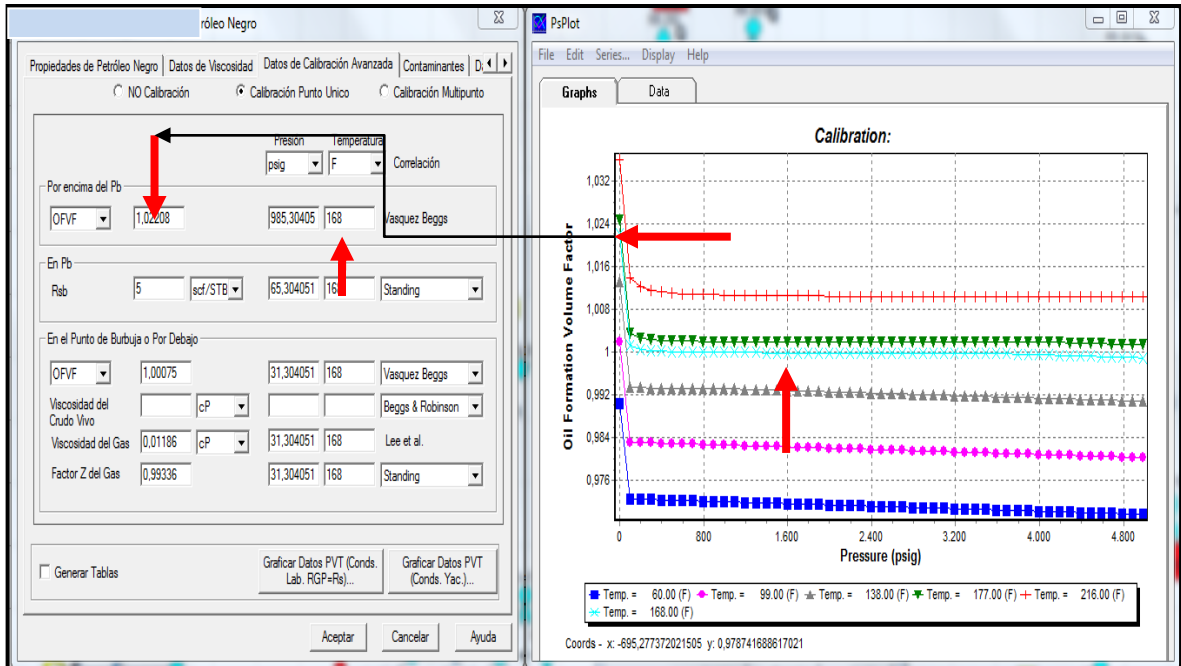 róleo Negro
Propiedades de Petróleo Negro Datos de Viscosidad Datos de Calibración Avanzada Contaminantes
NO Calibración Calibración Punto Unico Calibración Multipunto
Presión Temperatura
psig F Correlación
Por encima del Pb
OFVF 1,02208 985,30405 168 Vasquez Beggs
En Pb
Rsb 5 scf/STB 65,304051 Standing
En el Punto de Burbuja o Por Debajo
OFVF 1,00075 31,304051 168 Vasquez Beggs
Viscosidad del
Crudo Vivo cP Beggs & Robinson
Viscosidad del Gas 0,01186 cP 31,304051 168 Lee et al.
Factor Z del Gas 0,99336 31,304051 168 Standing
Generar Tablas
Graficar Datos PVT (Conds.
Lab. RGP=Rs)...
Graficar Datos PVT
(Conds. Yac.)...
Aceptar Cancelar Ayuda
PsPlot
File Edit Series... Display Help
Graphs Data
Calibration:
Oil Formation Volume Factor
1,032
1,024
1,016
1,008
1
0,992
0,984
0,976
0 800 1.600 2.400 3.200 4.000 4.800
Pressure (psig)
Temp. = 60.00 (F) Temp. = 99.00 (F) Temp. = 138.00 (F) Temp. = 177.00 (F) Temp. = 216.00 (F)
Temp. = 168.00 (F)
Coords - x: -695,277372021505 y: 0,978741688617021